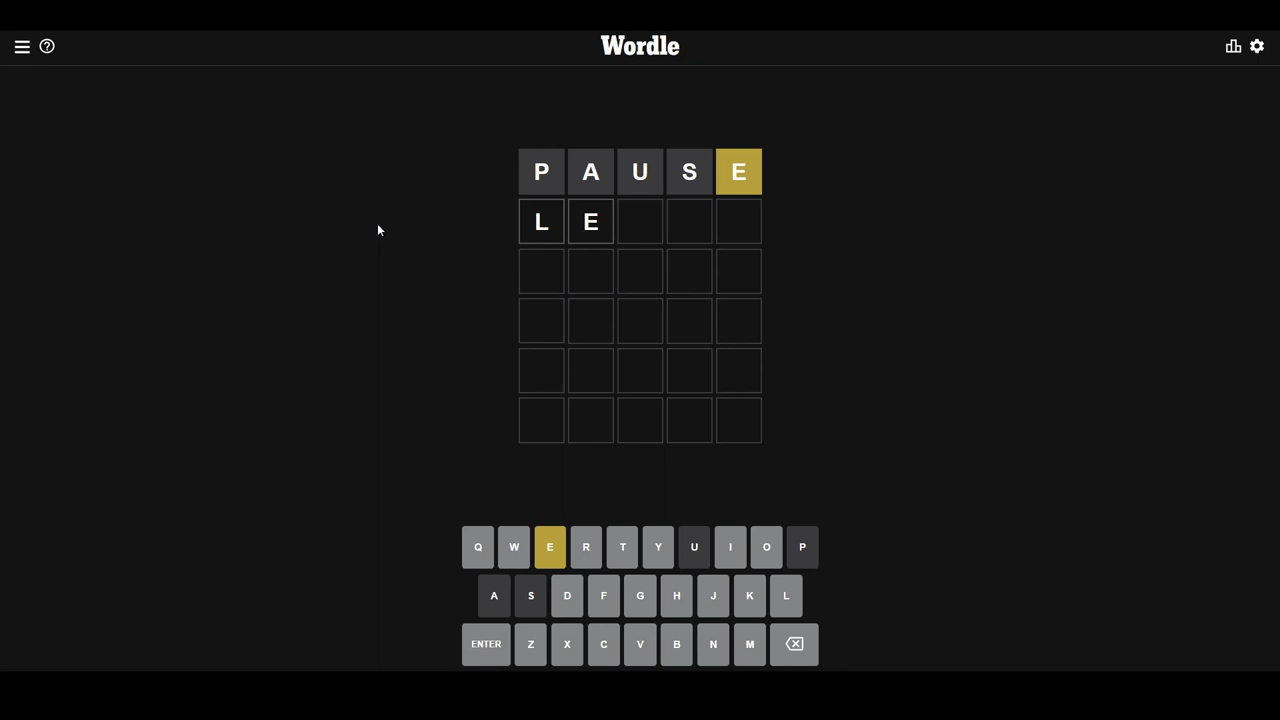 Wordle
P A U S E
L E
Q W E R T Y U I O P
A S D F G H J K L
ENTER Z X C V B N M